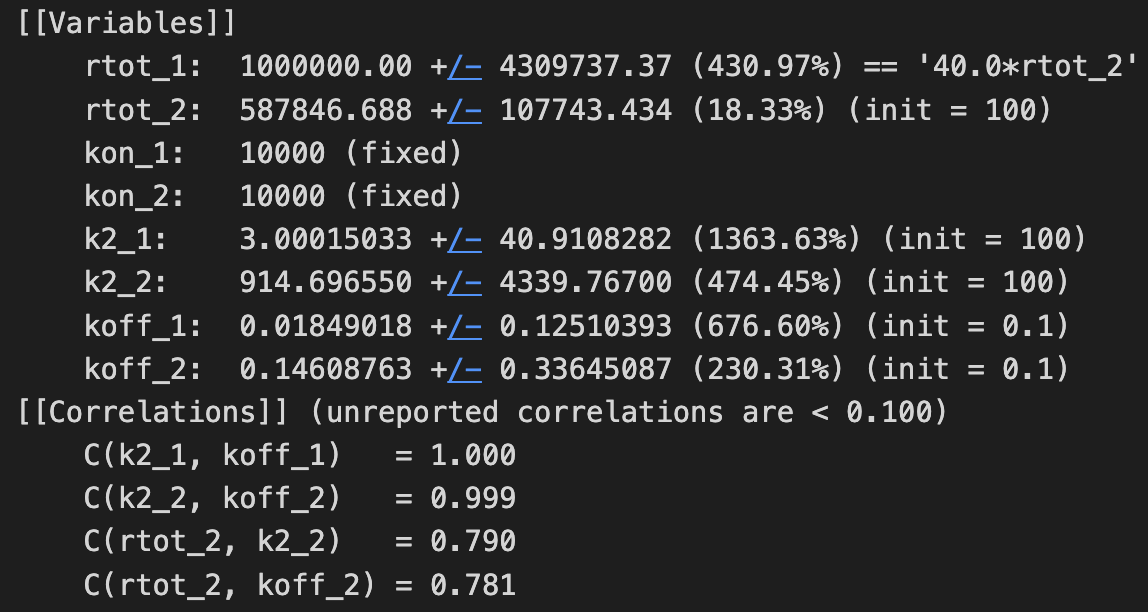 [[Variables]]
rtot_1: 1000000.00 +/- 4309737.37 (430.97%) == '40.0*rtot_2'
rtot_2: 587846.688 +/- 107743.434 (18.33%) (init = 100)
kon_1: 10000 (fixed)
kon_2: 10000 (fixed)
k2_1: 3.00015033 +/- 40.9108282 (1363.63%) (init = 100)
k2_2: 914.696550 +/- 4339.76700 (474.45%) (init = 100)
koff_1: 0.01849018 +/- 0.12510393 (676.60%) (init = 0.1)
koff_2: 0.14608763 +/- 0.33645087 (230.31%) (init = 0.1)
[[Correlations]] (unreported correlations are < 0.100)
C(k2_1, koff_1) = 1.000
C(k2_2, koff_2) = 0.999
C(rtot_2, k2_2) = 0.790
C(rtot_2, koff_2) = 0.781